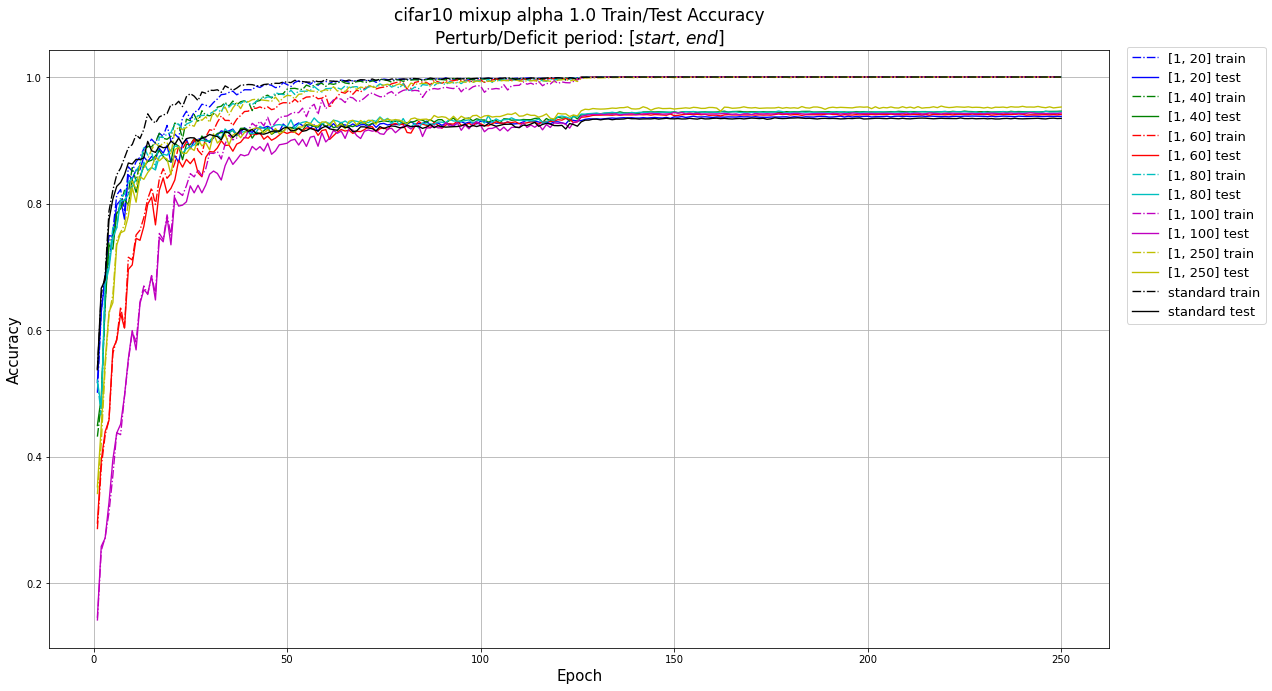 cifar10 mixup alpha 1.0 Train/Test Accuracy
Perturb/Deficit period: [start, end]
[1, 20] train
[1, 20] test
[1, 40] train
[1, 40] test
[1, 60] train
[1, 60] test
[1, 80] train
[1, 80] test
[1, 100] train
[1, 100] test
[1, 250] train
[1, 250] test
standard train
standard test
Accuracy
1.0
0.8
0.6
0.4
0.2
0 50 100 150 200 250
Epoch